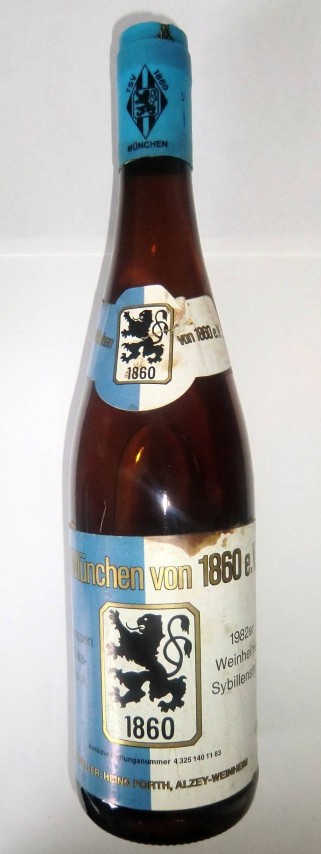 TSV 1860
MÜNCHEN
von 1860 e.V
1860
München von 1860 e.V
1982er
Weinheimer
1860
4 325 140 11 83
PORTH, ALZEY-WEINHEIM